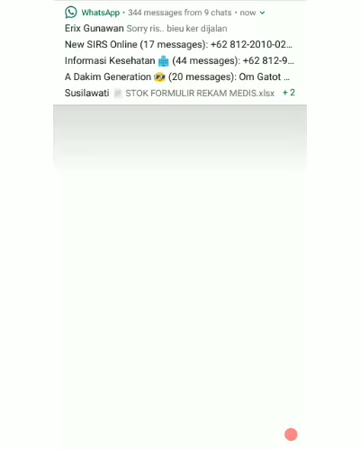 WhatsApp • 344 messages from 9 chats • now
Erix Gunawan Sorry ris.. bieu ker dijalan
New SIRS Online (17 messages): +62 812-2010-02...
Informasi Kesehatan (44 messages): +62 812-9...
A Dakim Generation (20 messages): Om Gatot ...
Susilawati STOK FORMULIR REKAM MEDIS.xlsx +2